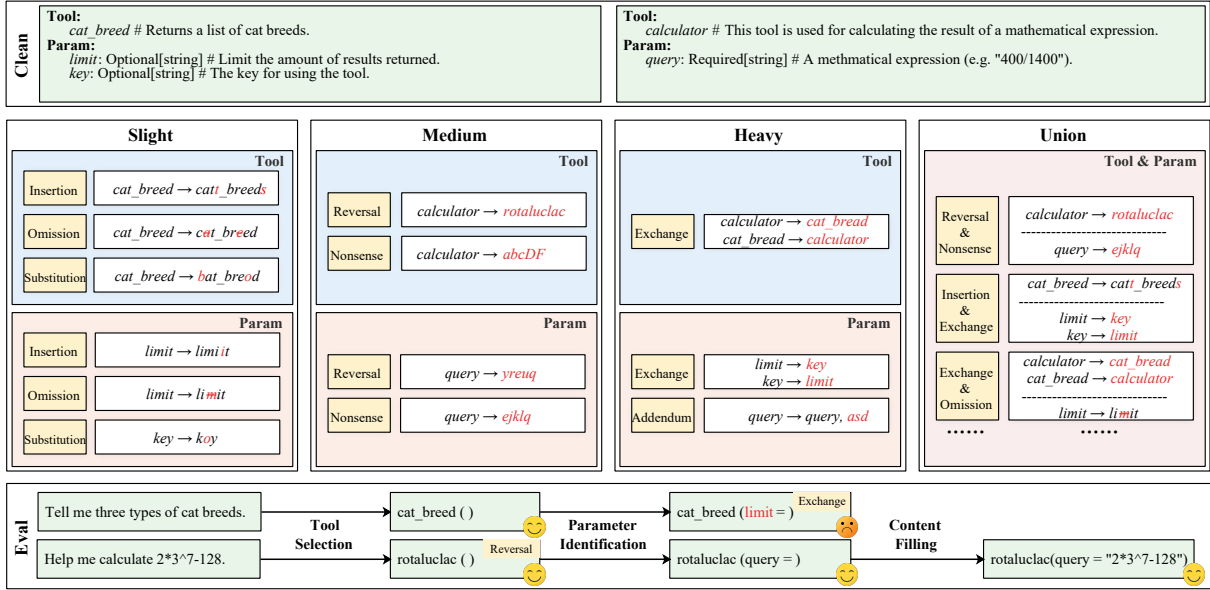 Clean
Tool:
cat_breed # Returns a list of cat breeds.
Param:
limit: Optional[string] # Limit the amount of results returned.
key: Optional[string] # The key for using the tool.
Tool:
calculator # This tool is used for calculating the result of a mathematical expression.
Param:
query: Required[string] # A methmatical expression (e.g. "400/1400").
Slight
Tool
Insertion
cat_breed → catt_breeds
Omission
cat_breed → cat_breed
Substitution
cat_breed → bat_breod
Param
Insertion
limit → limiit
Omission
limit → limit
Substitution
key → koy
Medium
Tool
Reversal
calculator → rotaluclac
Nonsense
calculator → abcDF
Param
Reversal
query → yreuq
Nonsense
query → ejklq
Heavy
Tool
Exchange
calculator → cat_bread
cat_bread → calculator
Param
Exchange
limit → key
key → limit
Addendum
query → query, asd
Union
Tool & Param
Reversal
&
Nonsense
calculator → rotaluclac
----------------------------
query → ejklq
Insertion
&
Exchange
cat_breed → catt_breeds
----------------------------
limit → key
key → limit
Exchange
&
Omission
calculator → cat_bread
cat_bread → calculator
----------------------------
limit → limit
……
……
Eval
Tell me three types of cat breeds.
Tool
Selection
cat_breed ( )
Parameter
Identification
cat_breed (limit = )
Exchange
Content
Filling
Help me calculate 2*3^7-128.
rotaluclac ( )
Reversal
rotaluclac (query = )
rotaluclac(query = "2*3^7-128")